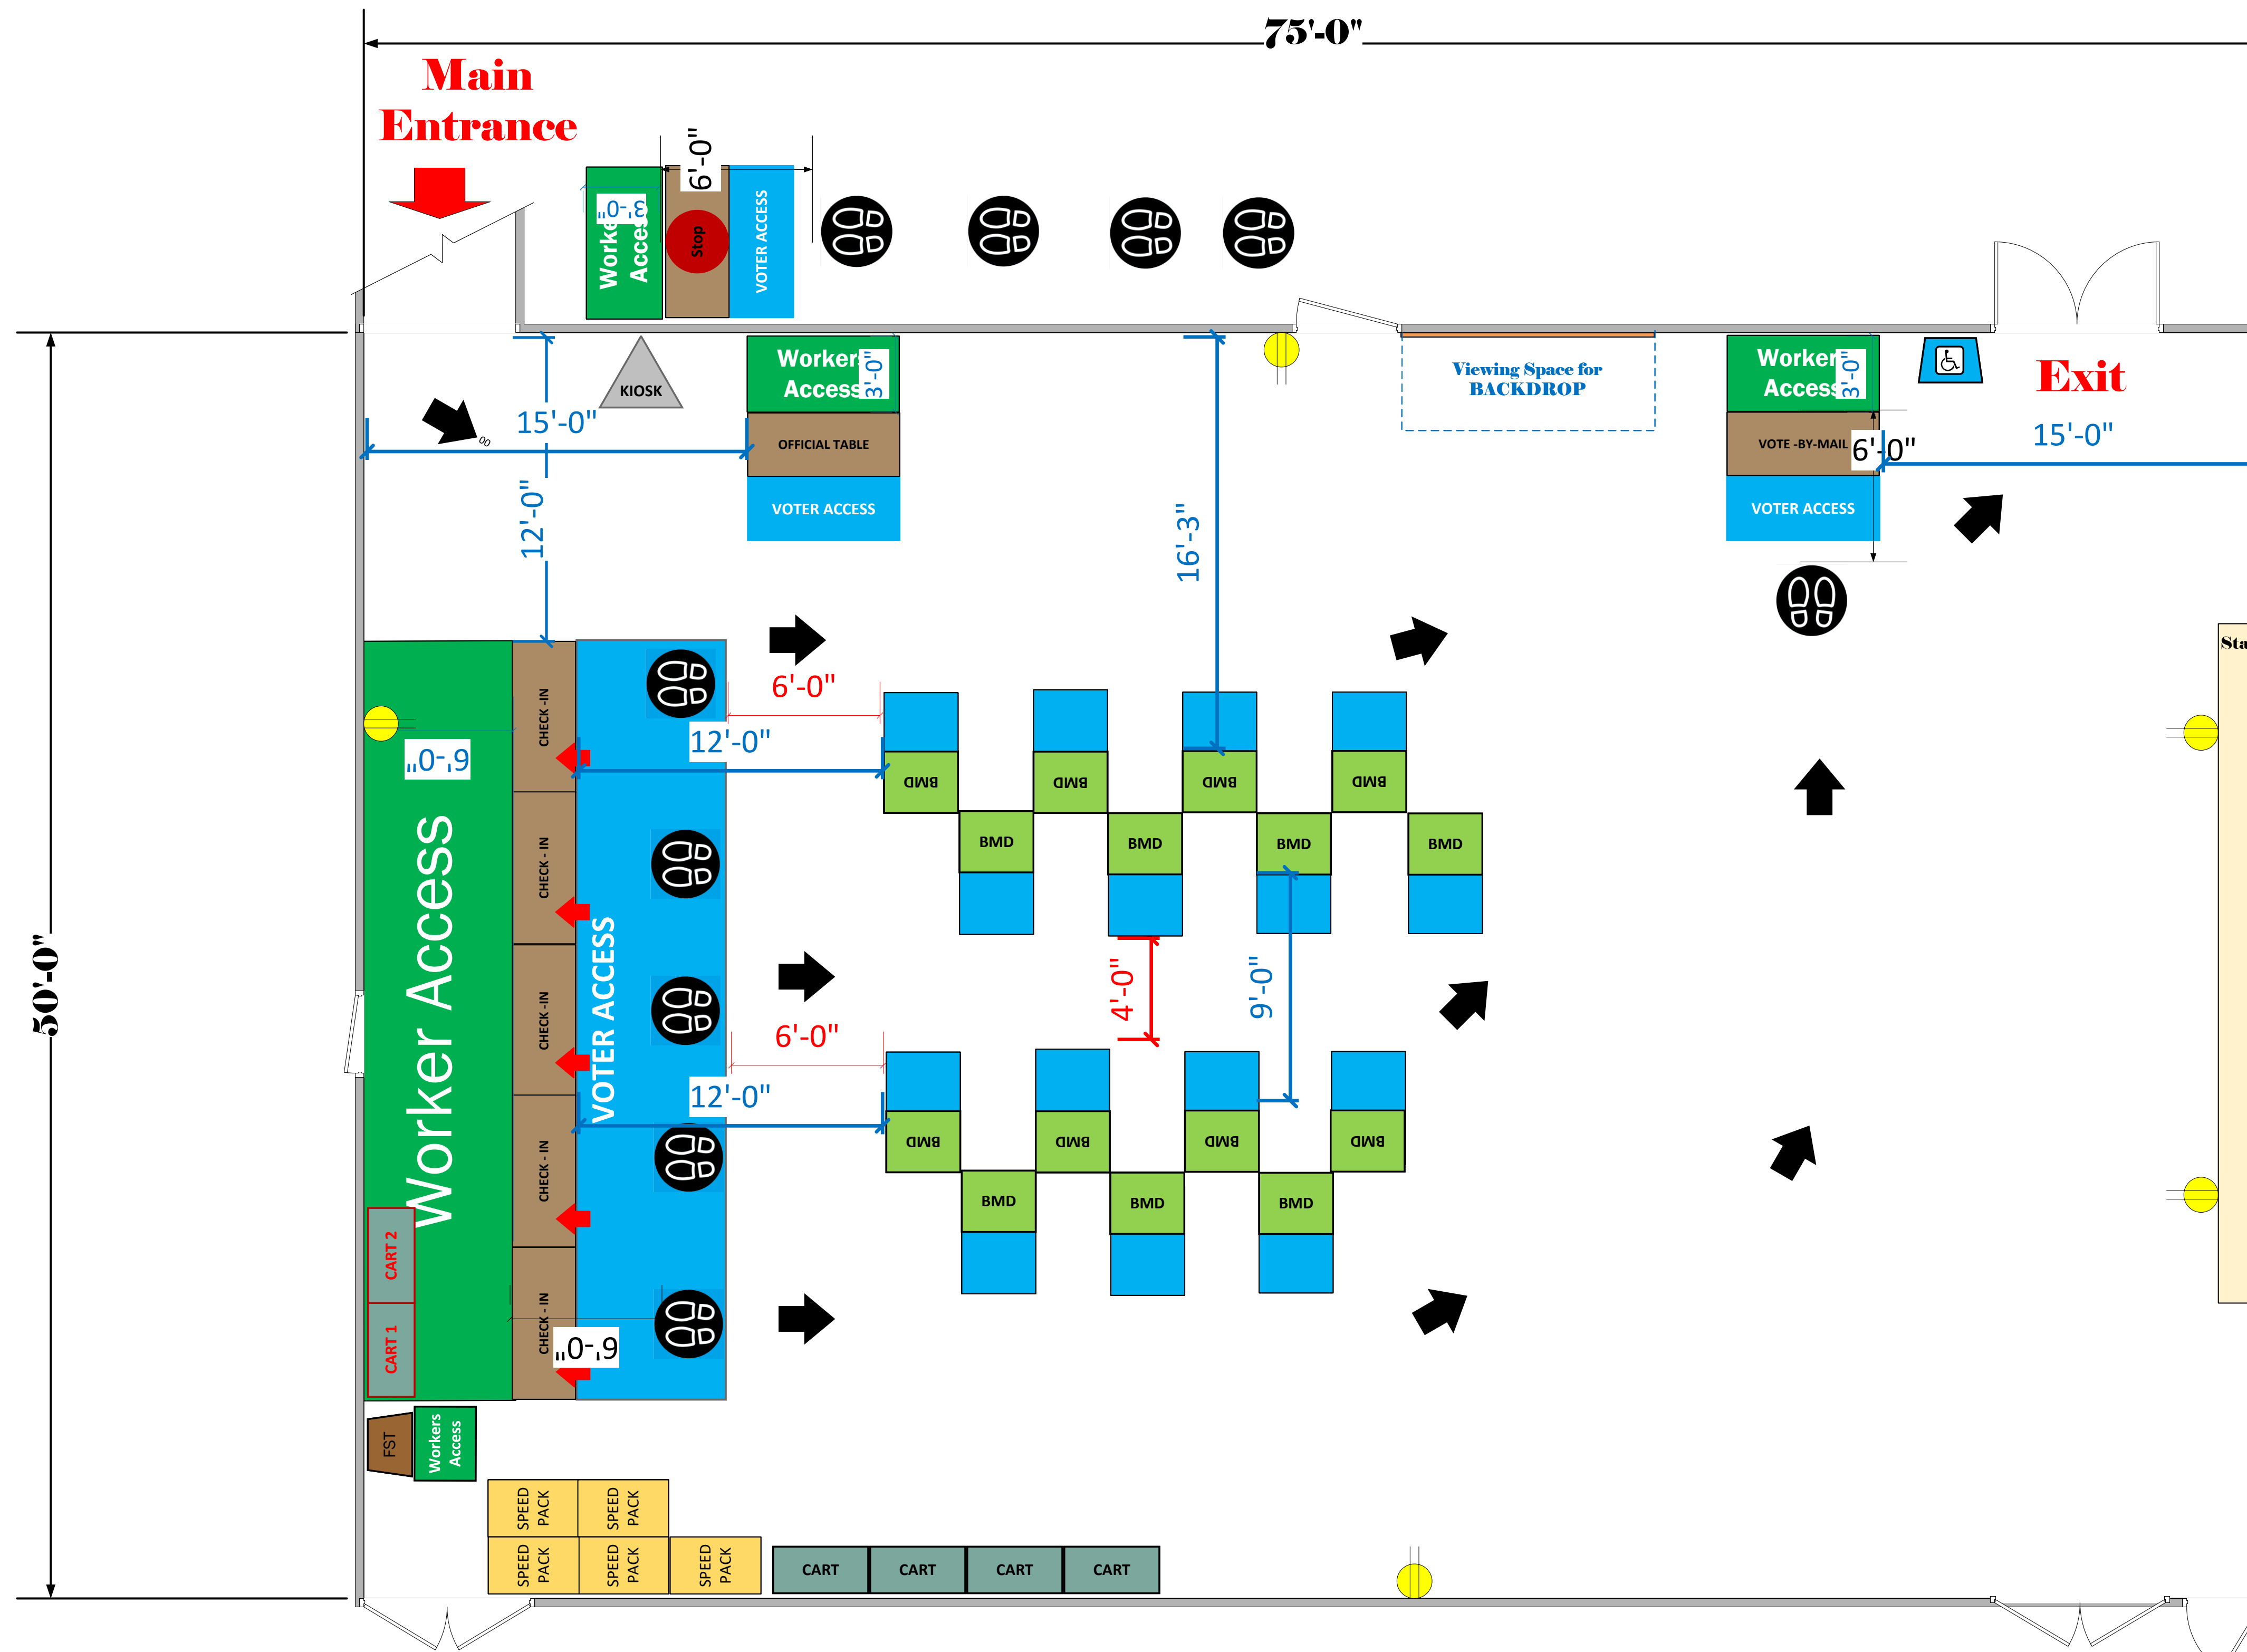 75'-0"
Main
Entrance
3'-0"
Worke
Acces
6'-0"
Stop
VOTER ACCESS
KIOSK
15'-0"
00
12'-0"
Worker
Access
3'-0"
OFFICIAL TABLE
VOTER ACCESS
16'-3"
Viewing Space for
BACKDROP
Worker
Access
3'-0"
VOTE -BY-MAIL
6'-0"
VOTER ACCESS
Exit
15'-0"
Sta
50'-0"
6'-0"
Worker Access
CHECK -IN
CHECK - IN
CHECK -IN
CHECK - IN
CHECK - IN
VOTER ACCESS
6'-0"
12'-0"
BMD
BMD
BMD
BMD
BMD
BMD
BMD
BMD
4'-0"
9'-0"
6'-0"
12'-0"
BMD
BMD
BMD
BMD
BMD
BMD
BMD
CART 2
CART 1
6'-0"
FST
Workers
Access
SPEED
PACK
SPEED
PACK
SPEED
PACK
SPEED
PACK
SPEED
PACK
CART
CART
CART
CART